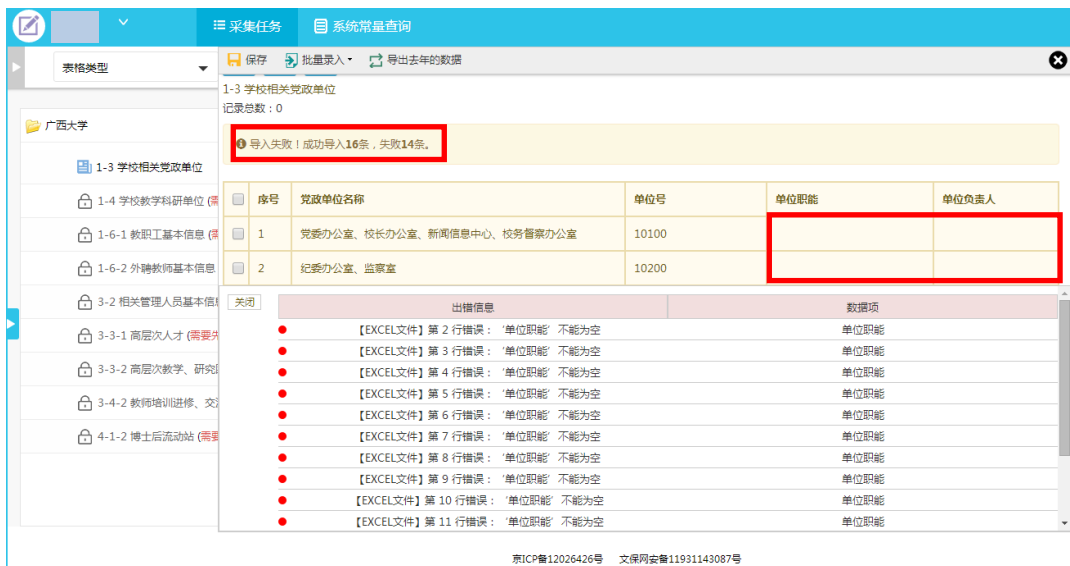 采集任务 系统常量查询
表格类型
保存 批量录入 导出去年的数据
1-3 学校相关党政单位
记录总数：0
广西大学
导入失败！成功导入16条，失败14条。
1-3 学校相关党政单位
1-4 学校教学科研单位 (需
1-6-1 教职工基本信息 (需
1-6-2 外聘教师基本信息
3-2 相关管理人员基本信息
3-3-1 高层次人才 (需要先
3-3-2 高层次教学、研究团
3-4-2 教师培训进修、交流
4-1-2 博士后流动站 (需要
序号 党政单位名称 单位号 单位职能 单位负责人
1 党委办公室、校长办公室、新闻信息中心、校务督察办公室 10100
2 纪委办公室、监察室 10200
关闭
出错信息 数据项
【EXCEL文件】第 2 行错误：‘单位职能’不能为空 单位职能
【EXCEL文件】第 3 行错误：‘单位职能’不能为空 单位职能
【EXCEL文件】第 4 行错误：‘单位职能’不能为空 单位职能
【EXCEL文件】第 5 行错误：‘单位职能’不能为空 单位职能
【EXCEL文件】第 6 行错误：‘单位职能’不能为空 单位职能
【EXCEL文件】第 7 行错误：‘单位职能’不能为空 单位职能
【EXCEL文件】第 8 行错误：‘单位职能’不能为空 单位职能
【EXCEL文件】第 9 行错误：‘单位职能’不能为空 单位职能
【EXCEL文件】第 10 行错误：‘单位职能’不能为空 单位职能
【EXCEL文件】第 11 行错误：‘单位职能’不能为空 单位职能
京ICP备12026426号 文保网安备11931143087号